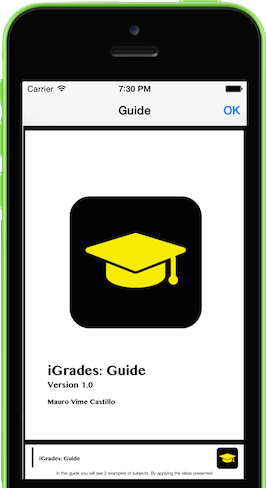 Carrier 7:30 PM
Guide OK
iGrades: Guide
Version 1.0
Mauro Vime Castillo
iGrades: Guide
In this guide you will see 2 examples of subjects. By applying the ideas presented